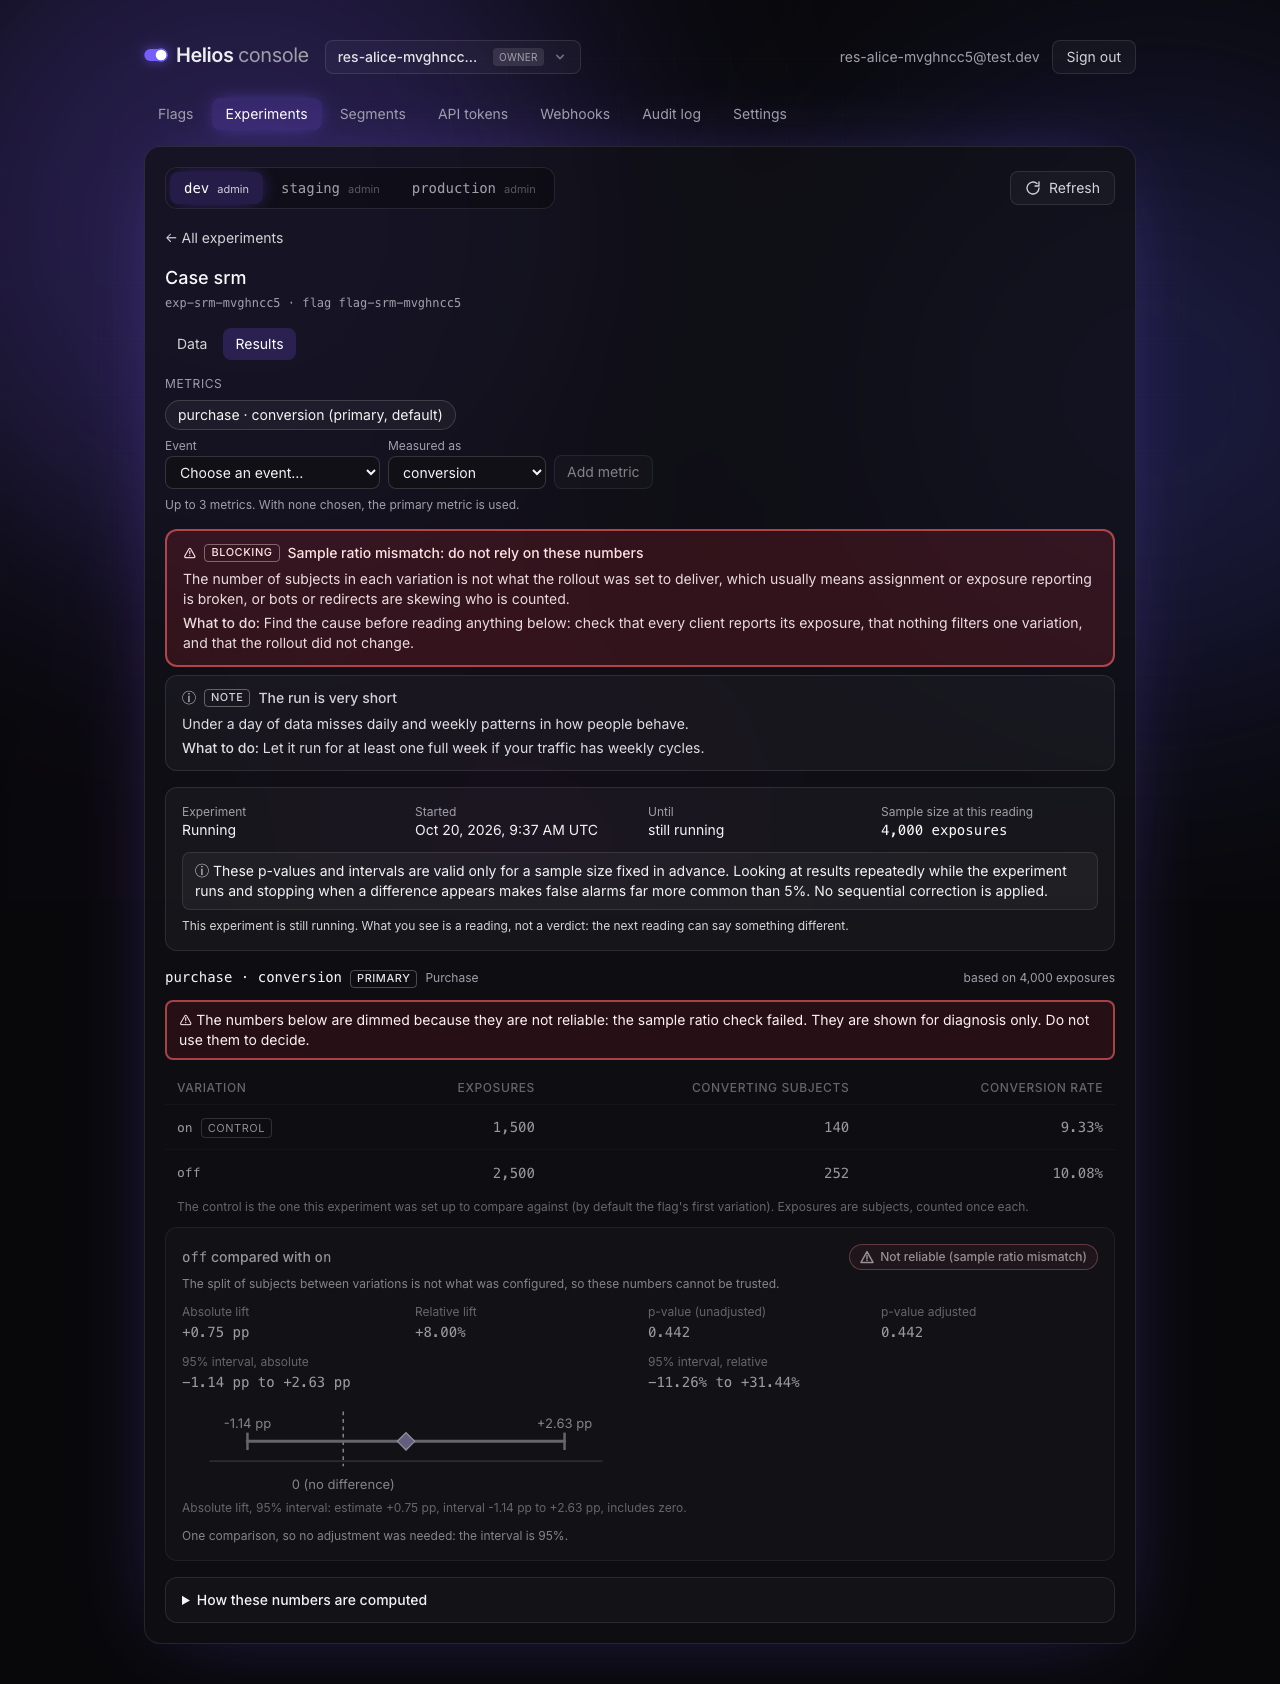 Helios console
res-alice-mvghncc... OWNER
res-alice-mvghncc5@test.dev
Sign out
Flags Experiments Segments API tokens Webhooks Audit log Settings
dev admin staging admin production admin
Refresh
← All experiments
Case srm
exp-srm-mvghncc5 · flag flag-srm-mvghncc5
Data Results
METRICS
purchase · conversion (primary, default)
Event Measured as
Choose an event... conversion Add metric
Up to 3 metrics. With none chosen, the primary metric is used.
BLOCKING Sample ratio mismatch: do not rely on these numbers
The number of subjects in each variation is not what the rollout was set to deliver, which usually means assignment or exposure reporting
is broken, or bots or redirects are skewing who is counted.
What to do: Find the cause before reading anything below: check that every client reports its exposure, that nothing filters one variation,
and that the rollout did not change.
NOTE The run is very short
Under a day of data misses daily and weekly patterns in how people behave.
What to do: Let it run for at least one full week if your traffic has weekly cycles.
Experiment Started Until Sample size at this reading
Running Oct 20, 2026, 9:37 AM UTC still running 4,000 exposures
These p-values and intervals are valid only for a sample size fixed in advance. Looking at results repeatedly while the experiment
runs and stopping when a difference appears makes false alarms far more common than 5%. No sequential correction is applied.
This experiment is still running. What you see is a reading, not a verdict: the next reading can say something different.
purchase · conversion PRIMARY Purchase based on 4,000 exposures
The numbers below are dimmed because they are not reliable: the sample ratio check failed. They are shown for diagnosis only. Do not
use them to decide.
VARIATION EXPOSURES CONVERTING SUBJECTS CONVERSION RATE
on CONTROL 1,500 140 9.33%
off 2,500 252 10.08%
The control is the one this experiment was set up to compare against (by default the flag's first variation). Exposures are subjects, counted once each.
off compared with on Not reliable (sample ratio mismatch)
The split of subjects between variations is not what was configured, so these numbers cannot be trusted.
Absolute lift Relative lift p-value (unadjusted) p-value adjusted
+0.75 pp +8.00% 0.442 0.442
95% interval, absolute 95% interval, relative
−1.14 pp to +2.63 pp −11.26% to +31.44%
-1.14 pp +2.63 pp
0 (no difference)
Absolute lift, 95% interval: estimate +0.75 pp, interval -1.14 pp to +2.63 pp, includes zero.
One comparison, so no adjustment was needed: the interval is 95%.
How these numbers are computed